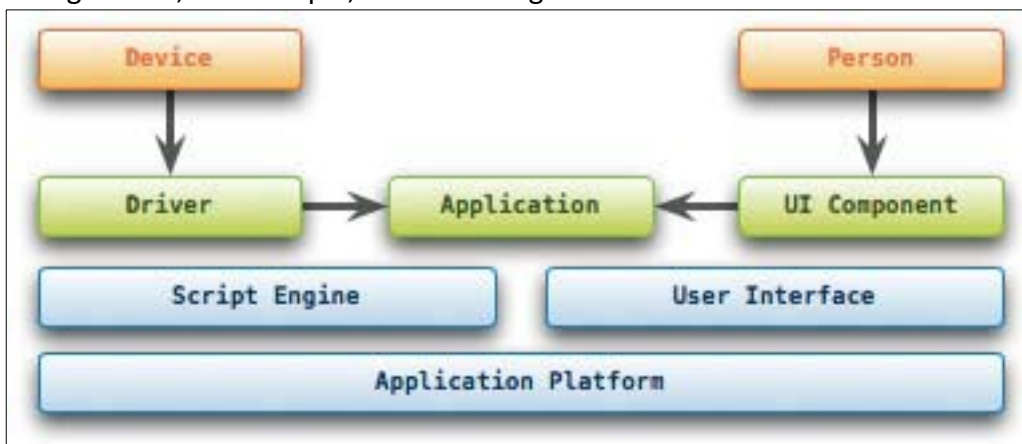 Device
Person
Driver
Application
UI Component
Script Engine
User Interface
Application Platform